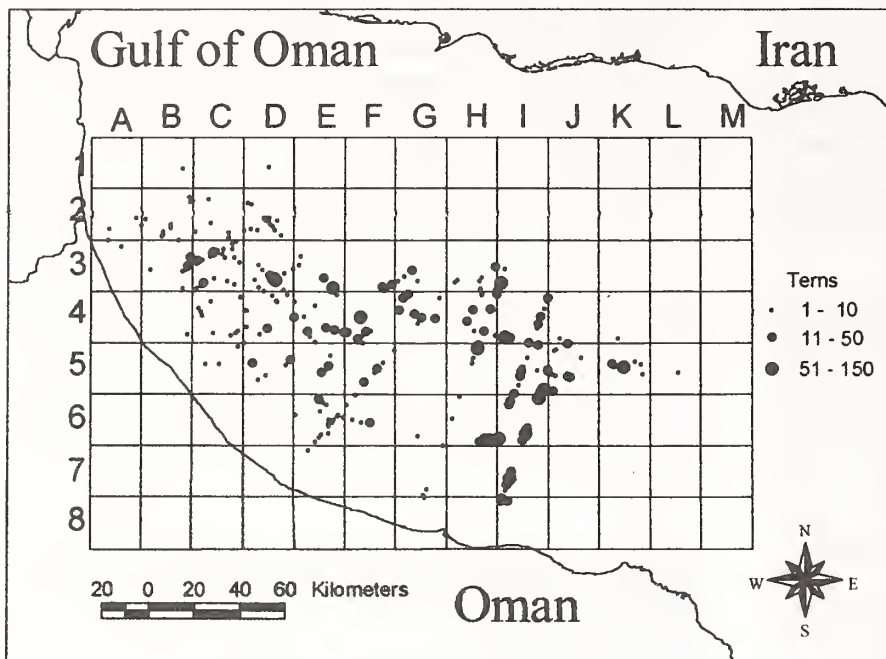 Gulf of Oman
Iran
A B C D E F G H I J K L M
1
2
3
4
5
6
7
8
Terns
1 - 10
11 - 50
51 - 150
20 0 20 40 60 Kilometers
Oman
N
W E
S